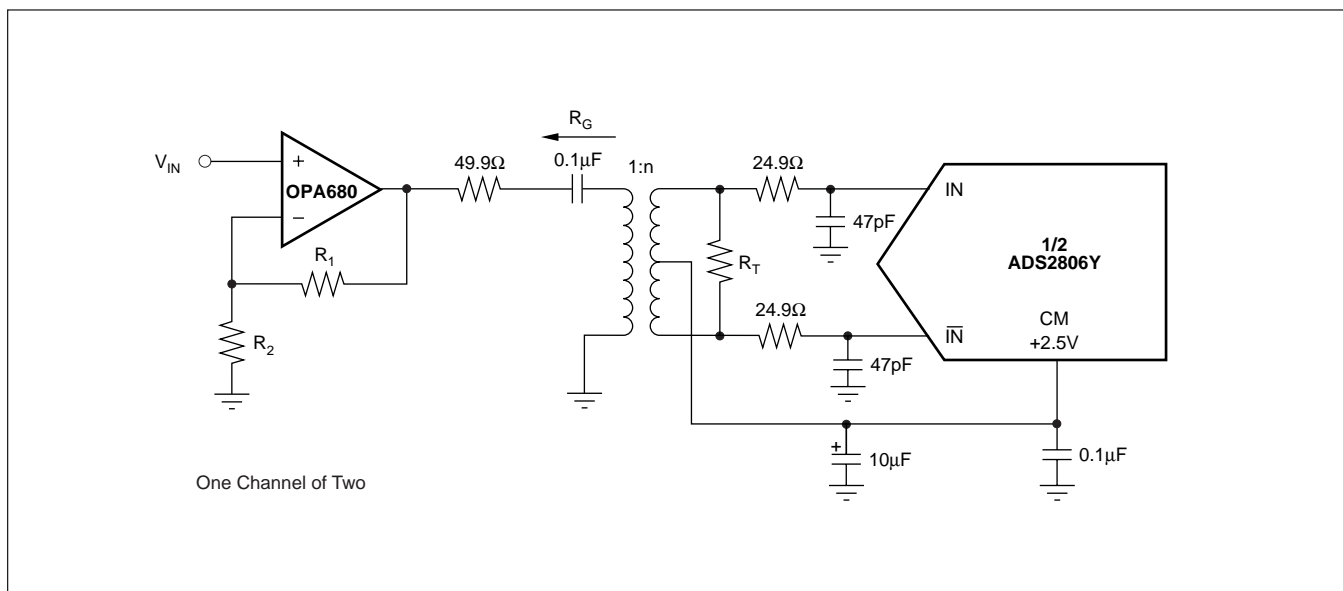 R_G
V_IN
+
OPA680
–
49.9Ω
0.1μF
1:n
24.9Ω
47pF
IN
1/2
ADS2806Y
R_1
R_T
24.9Ω
CM
+2.5V
I̅N̅
R_2
47pF
+
10μF
0.1μF
One Channel of Two